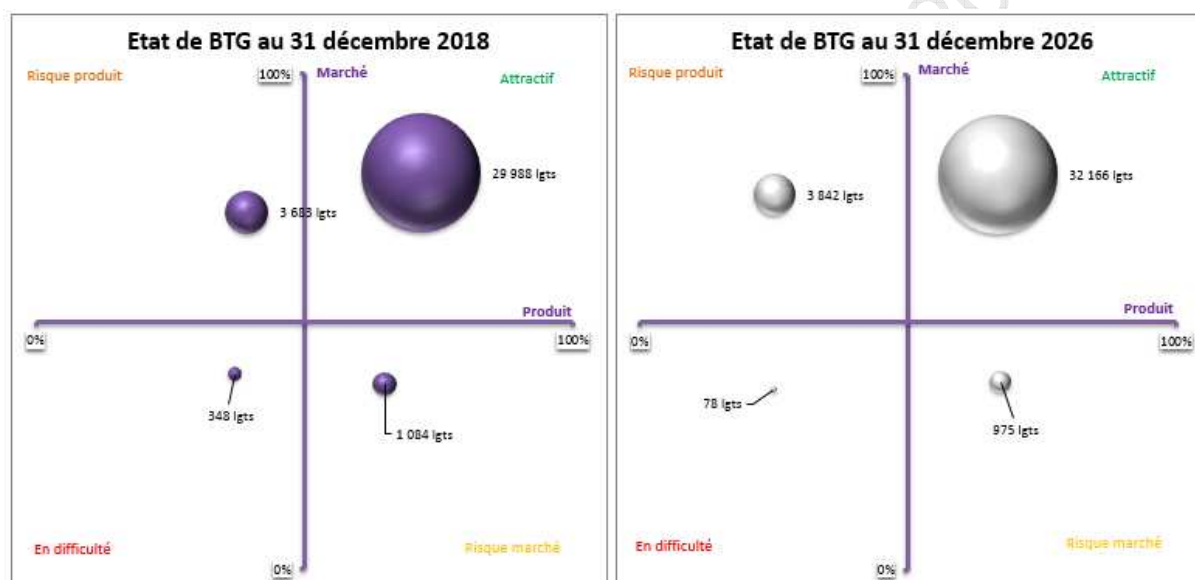 Etat de BTG au 31 décembre 2018
Risque produit
100%
Marché
Attractif
29 988 lgts
3 683 lgts
Produit
0%
100%
348 lgts
1 084 lgts
En difficulté
Risque marché
0%
Etat de BTG au 31 décembre 2026
Risque produit
100%
Marché
Attractif
32 166 lgts
3 842 lgts
Produit
0%
100%
78 lgts
975 lgts
En difficulté
Risque marché
0%